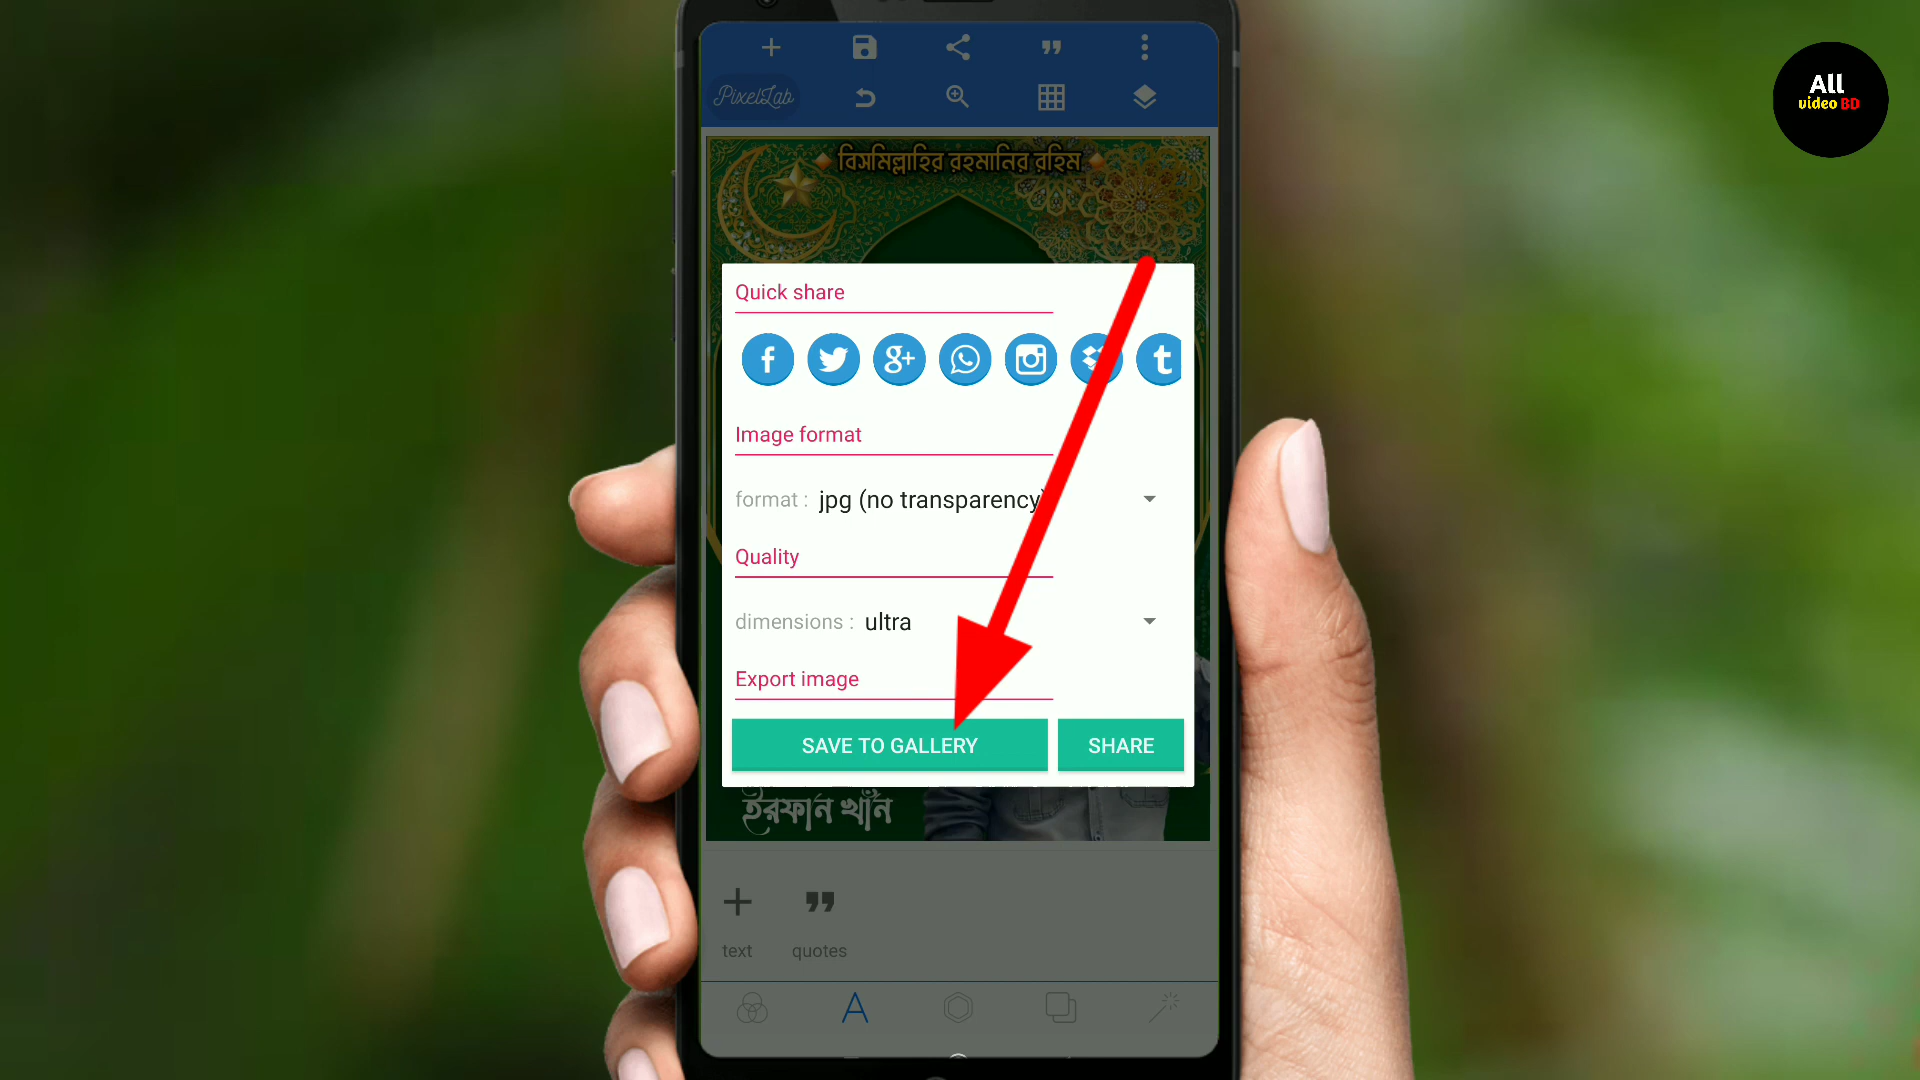 All
video BD
PixelLab
বিসমিল্লাহির রহমানির রহিম
Quick share
Image format
format : jpg (no transparency)
Quality
dimensions : ultra
Export image
SAVE TO GALLERY
SHARE
ইরফান খাঁন
text
quotes